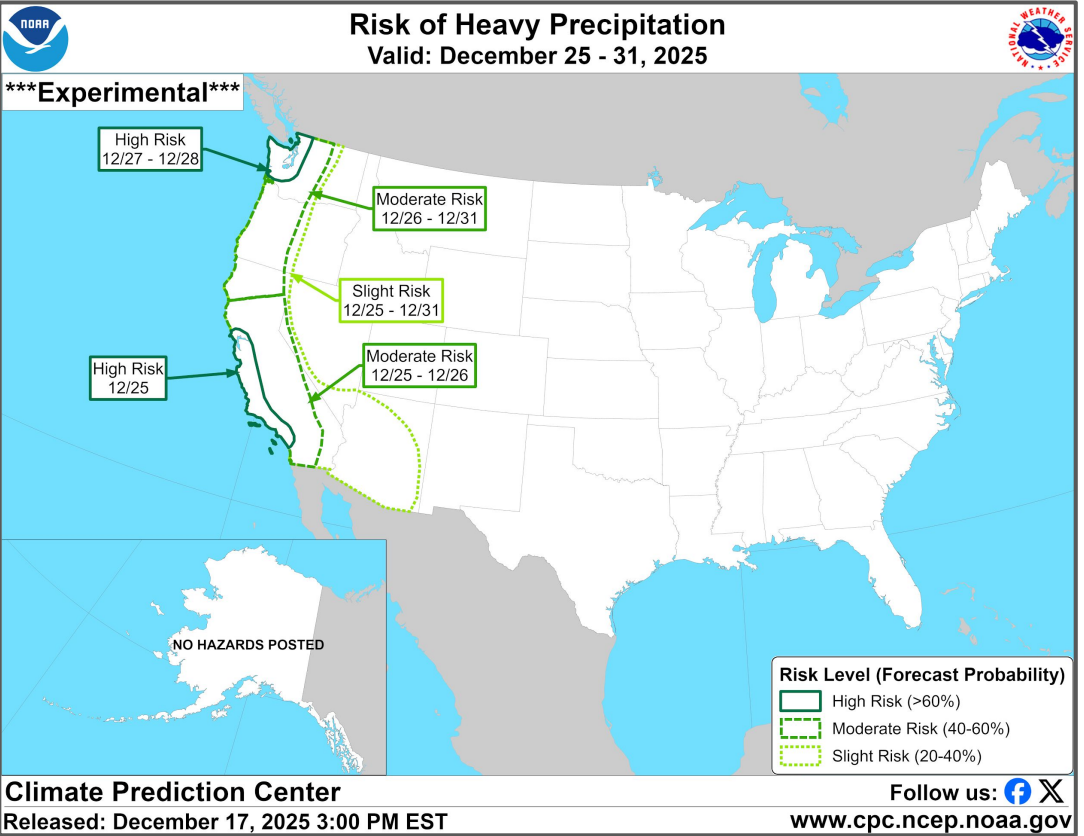 NOAA
Risk of Heavy Precipitation
Valid: December 25 - 31, 2025
NATIONAL WEATHER SERVICE
***Experimental***
High Risk
12/27 - 12/28
Moderate Risk
12/26 - 12/31
Slight Risk
12/25 - 12/31
Moderate Risk
12/25 - 12/26
High Risk
12/25
NO HAZARDS POSTED
Risk Level (Forecast Probability)
High Risk (>60%)
Moderate Risk (40-60%)
Slight Risk (20-40%)
Climate Prediction Center
Follow us:
Released: December 17, 2025 3:00 PM EST
www.cpc.ncep.noaa.gov